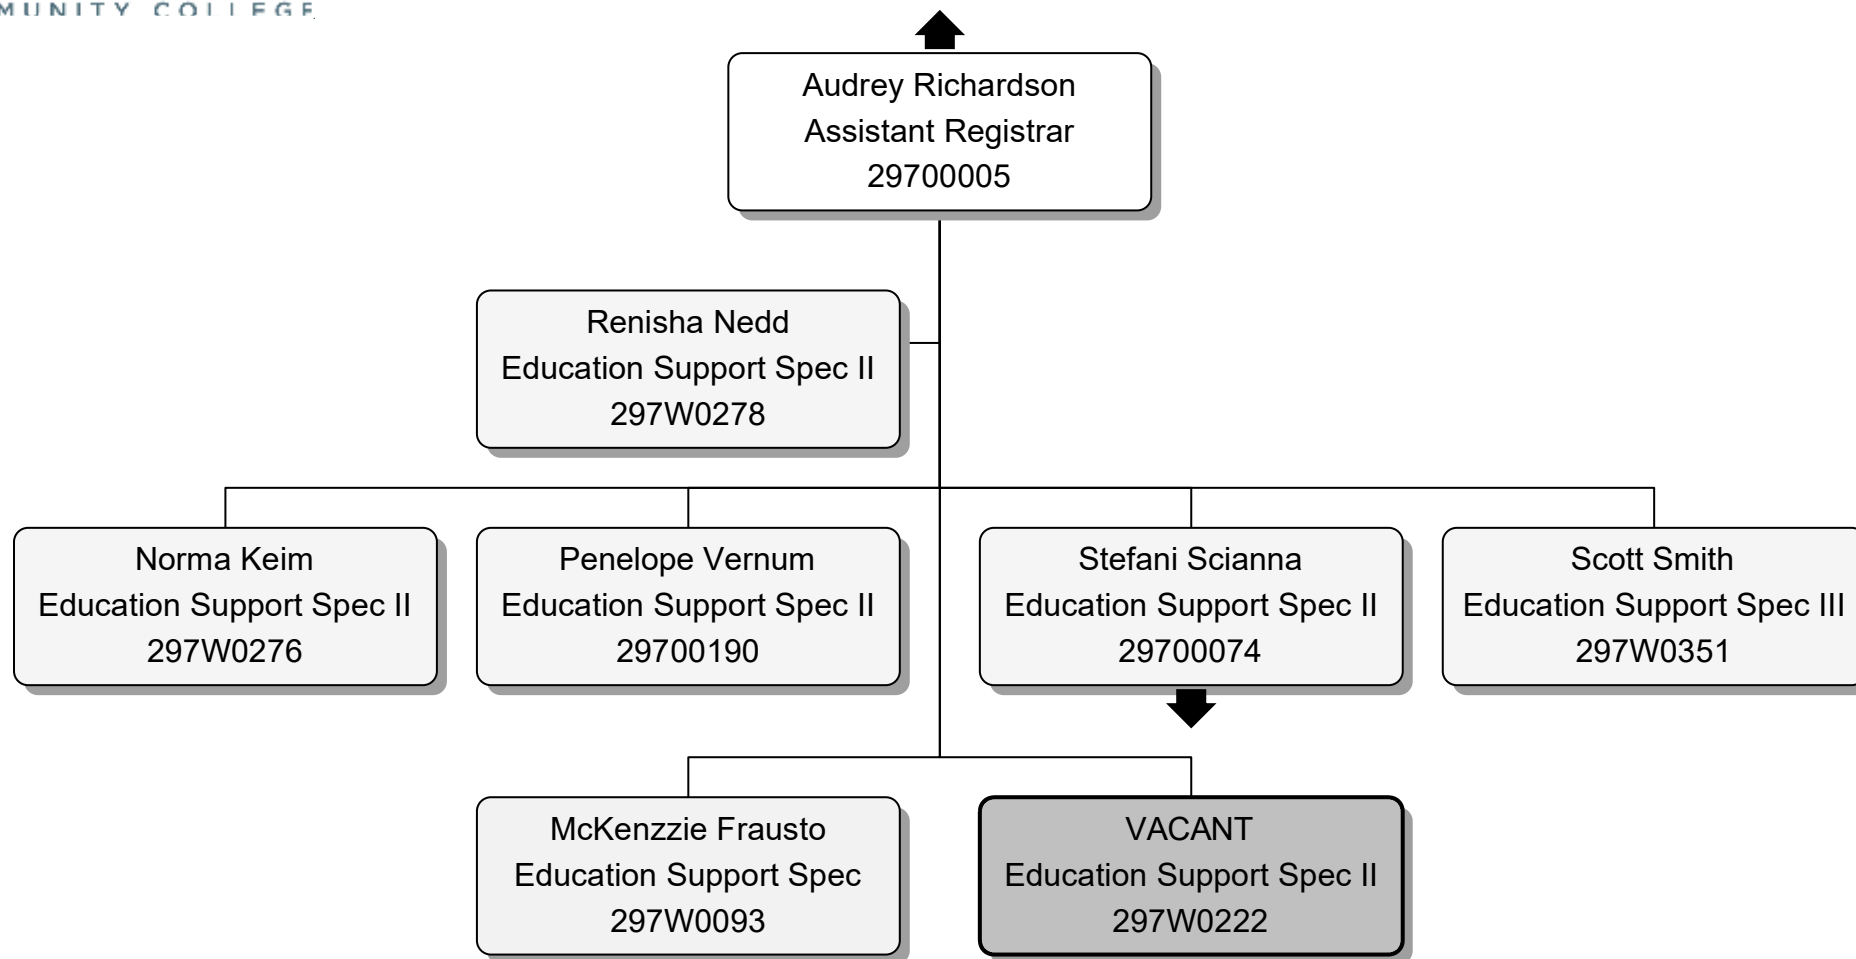 MUNITY COLLEGE
Audrey Richardson
Assistant Registrar
29700005
Renisha Nedd
Education Support Spec II
297W0278
Norma Keim
Education Support Spec II
297W0276
Penelope Vernum
Education Support Spec II
29700190
Stefani Scianna
Education Support Spec II
29700074
Scott Smith
Education Support Spec III
297W0351
McKenzzie Frausto
Education Support Spec
297W0093
VACANT
Education Support Spec II
297W0222